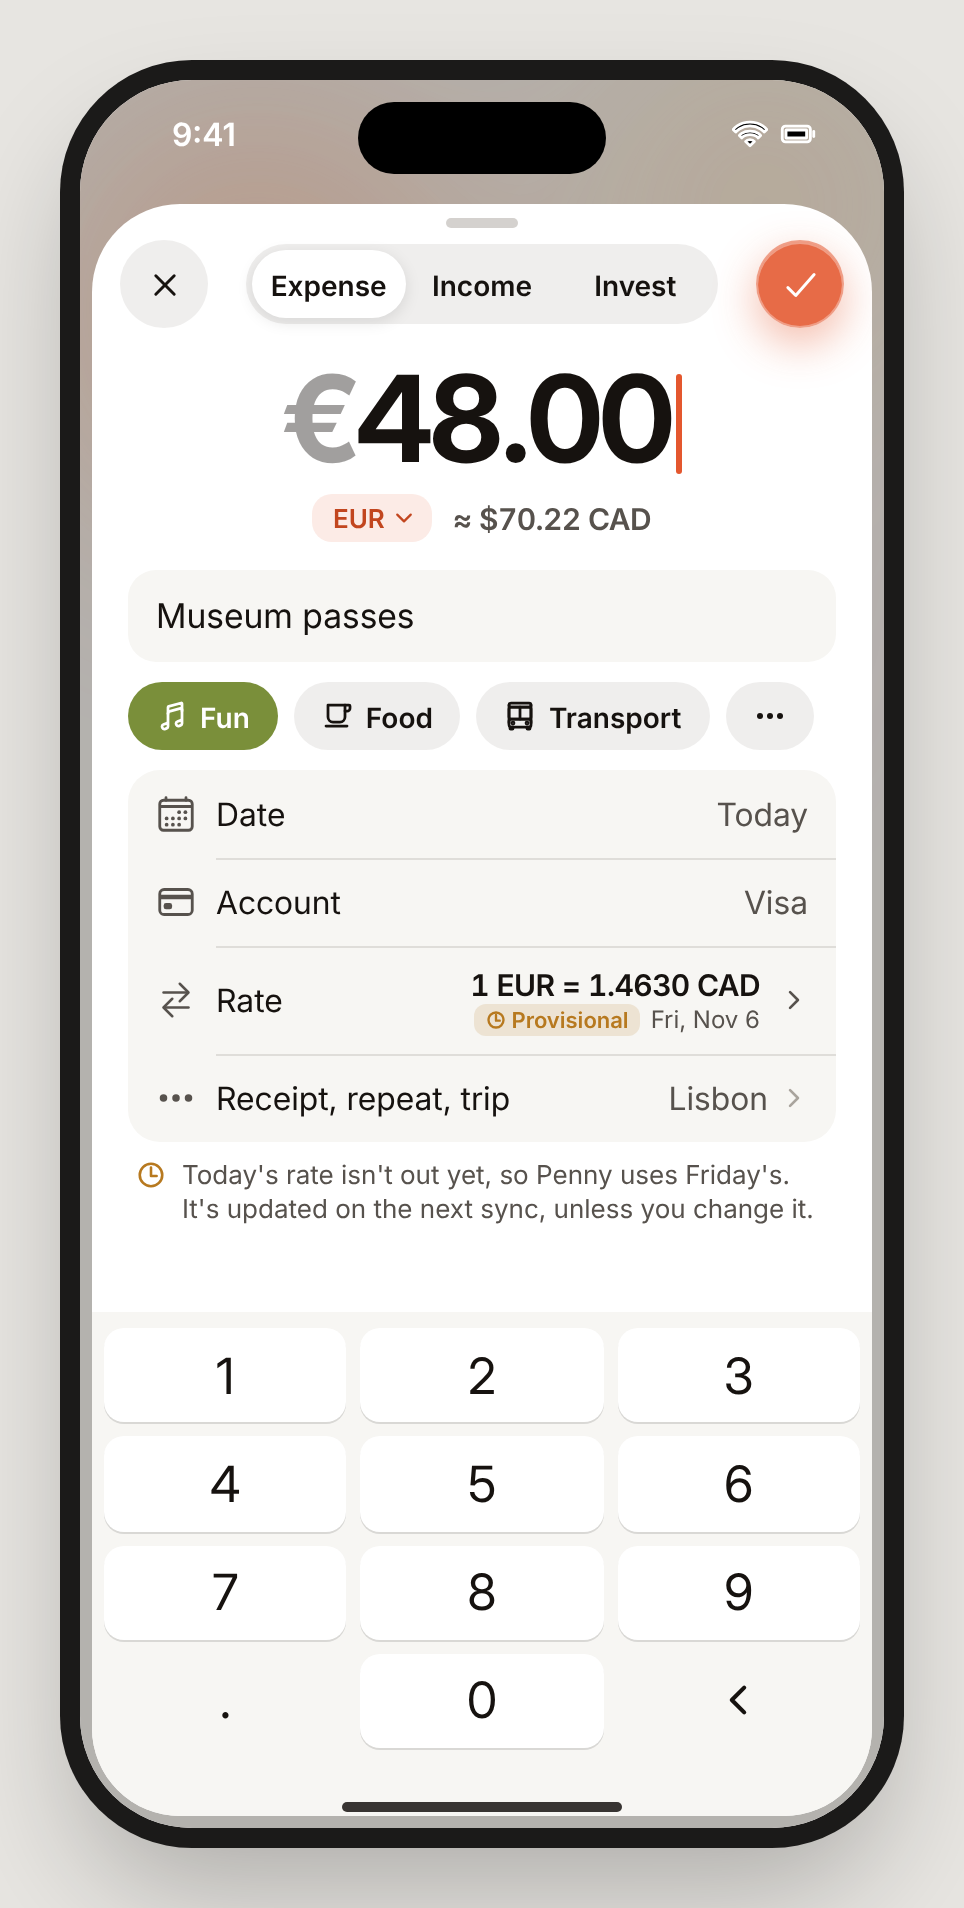 9:41
Expense Income Invest
€48.00
EUR ≈ $70.22 CAD
Museum passes
Fun Food Transport
Date Today
Account Visa
Rate 1 EUR = 1.4630 CAD
Provisional Fri, Nov 6
Receipt, repeat, trip Lisbon
Today's rate isn't out yet, so Penny uses Friday's.
It's updated on the next sync, unless you change it.
1 2 3
4 5 6
7 8 9
. 0